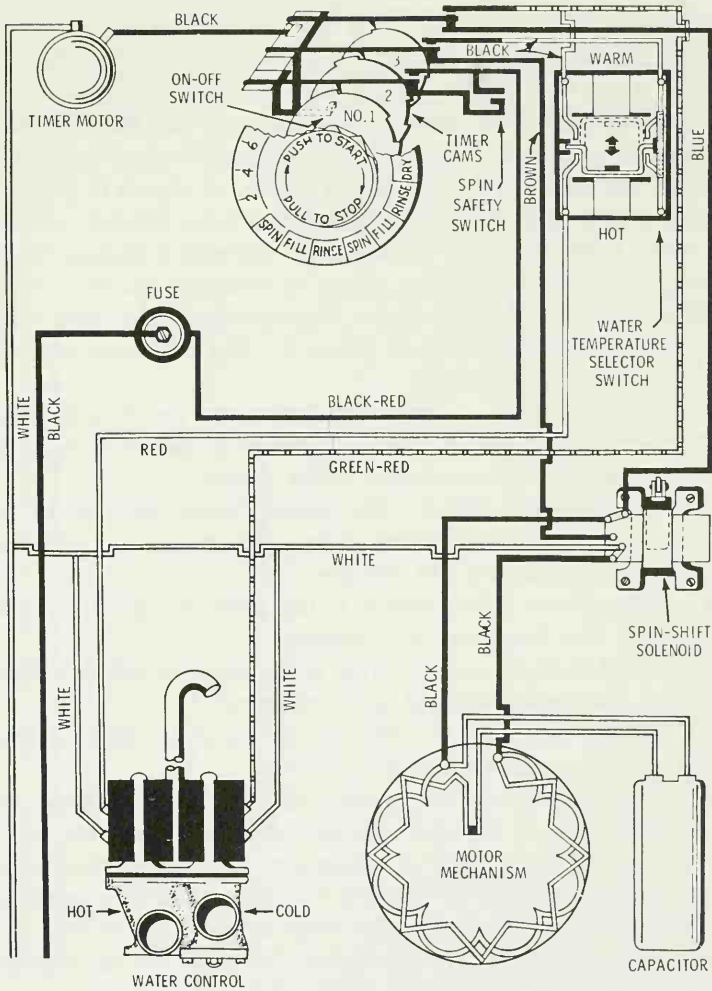 BLACK
BLACK
WARM
TIMER MOTOR
ON-OFF
SWITCH
3
2
NO. 1
TIMER
CAMS
PUSH TO START
PULL TO STOP
6
4
2
SPIN
FILL
RINSE
SPIN
FILL
RINSE
DRY
SPIN
SAFETY
SWITCH
BROWN
BLUE
HOT
FUSE
WATER
TEMPERATURE
SELECTOR
SWITCH
WHITE
BLACK
BLACK-RED
RED
GREEN-RED
WHITE
SPIN-SHIFT
SOLENOID
BLACK
BLACK
WHITE
WHITE
MOTOR
MECHANISM
HOT
COLD
WATER CONTROL
CAPACITOR